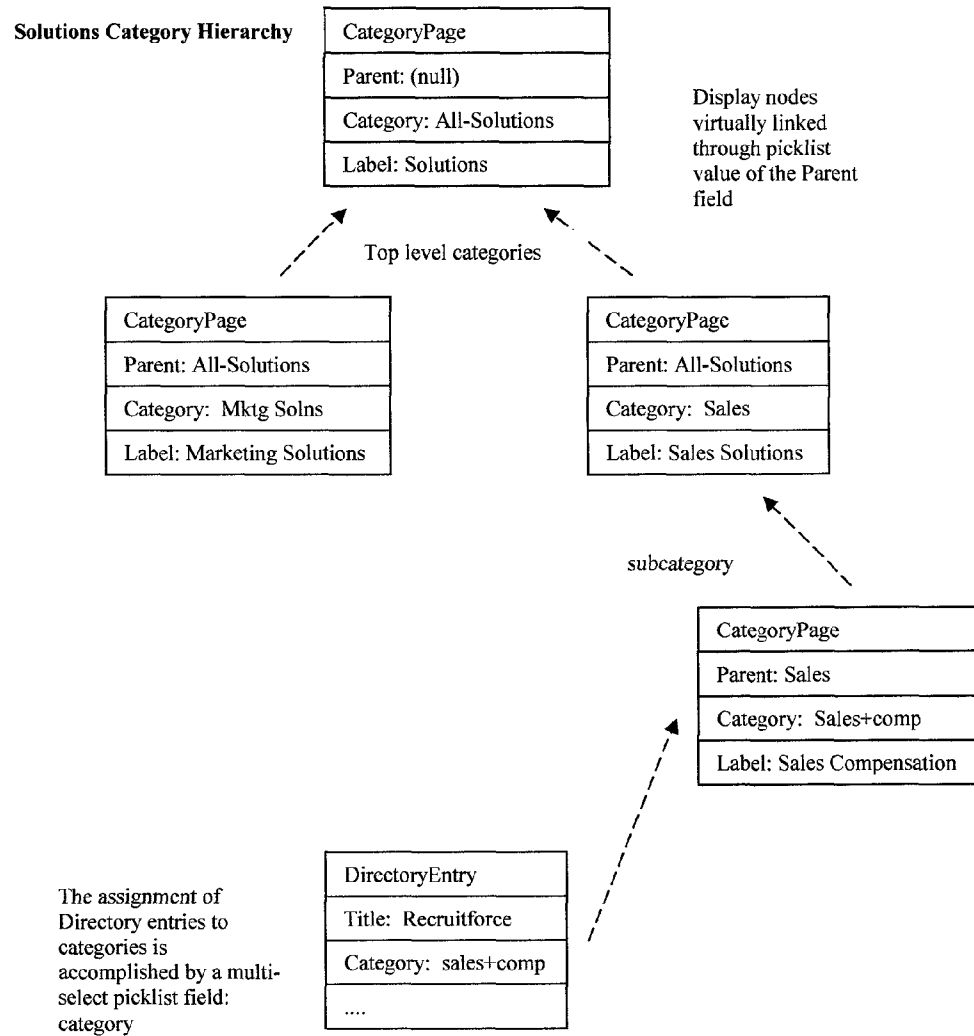 Solutions Category Hierarchy
CategoryPage
Parent: (null)
Category: All-Solutions
Label: Solutions
Display nodes
virtually linked
through picklist
value of the Parent
field
Top level categories
CategoryPage
Parent: All-Solutions
Category: Mktg Solns
Label: Marketing Solutions
CategoryPage
Parent: All-Solutions
Category: Sales
Label: Sales Solutions
subcategory
CategoryPage
Parent: Sales
Category: Sales+comp
Label: Sales Compensation
The assignment of
Directory entries to
categories is
accomplished by a multi-
select picklist field:
category
DirectoryEntry
Title: Recruitforce
Category: sales+comp
....